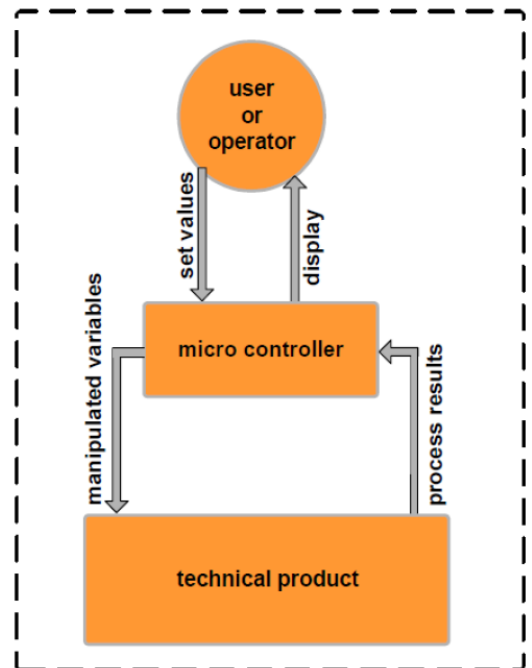 user
or
operator
set values
display
micro controller
manipulated variables
process results
technical product